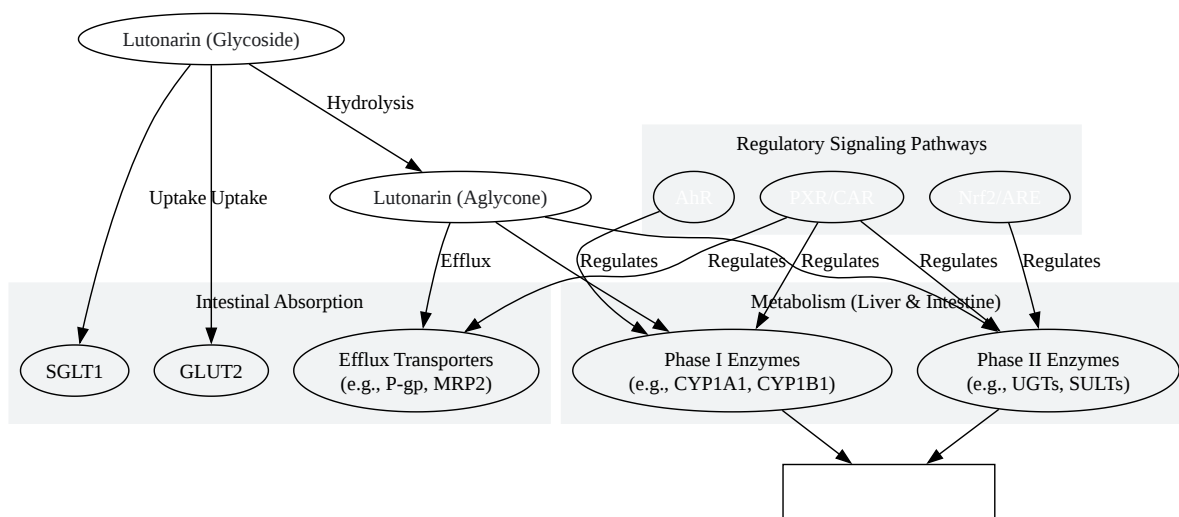 Lutonarin (Glycoside)
Hydrolysis
Regulatory Signaling Pathways
Uptake
Uptake
Lutonarin (Aglycone)
AhR
PXR/CAR
Nrf2/ARE
Efflux
Regulates
Regulates
Regulates
Regulates
Regulates
Intestinal Absorption
Metabolism (Liver & Intestine)
SGLT1
GLUT2
Efflux Transporters
(e.g., P-gp, MRP2)
Phase I Enzymes
(e.g., CYP1A1, CYP1B1)
Phase II Enzymes
(e.g., UGTs, SULTs)